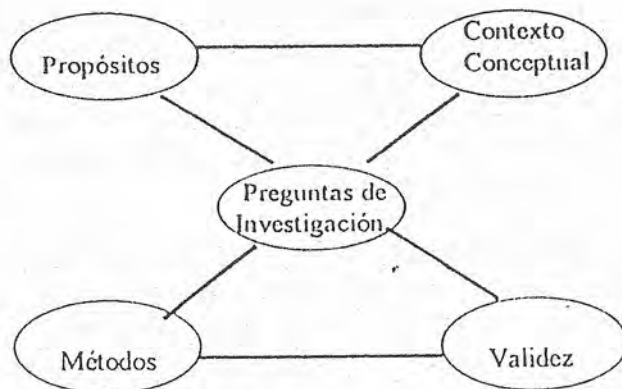 Propósitos
Contexto
Conceptual
Preguntas de
Investigación
Métodos
Validez